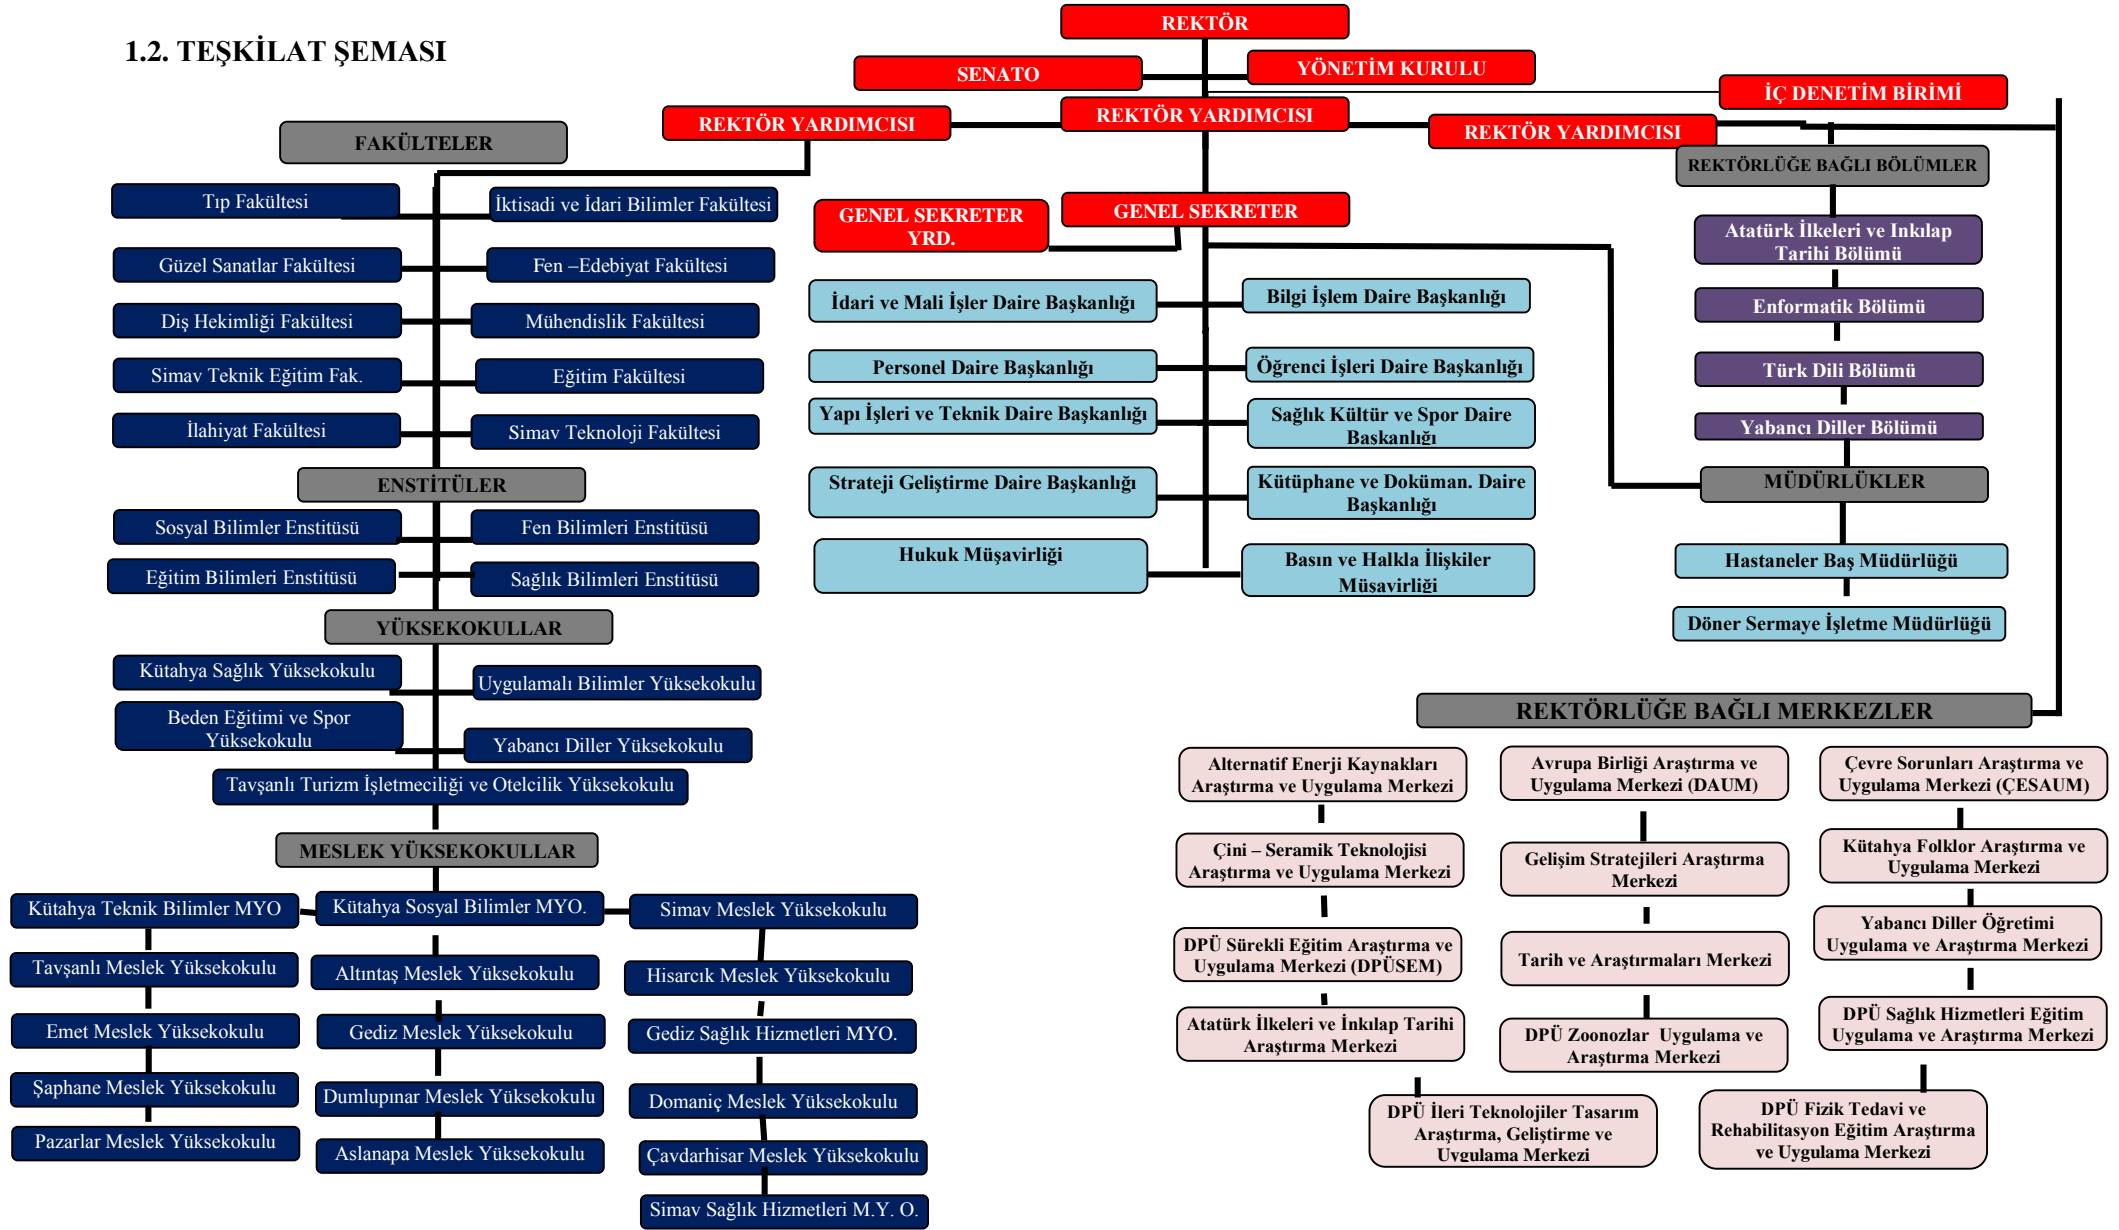 1.2. TEŞKİLAT ŞEMASI
REKTÖR
SENATO
YÖNETİM KURULU
İÇ DENETİM BİRİMİ
REKTÖR YARDIMCISI
REKTÖR YARDIMCISI
REKTÖR YARDIMCISI
GENEL SEKRETER
YRD.
GENEL SEKRETER
FAKÜLTELER
Tıp Fakültesi
İktisadi ve İdari Bilimler Fakültesi
Güzel Sanatlar Fakültesi
Fen –Edebiyat Fakültesi
Diş Hekimliği Fakültesi
Mühendislik Fakültesi
Simav Teknik Eğitim Fak.
Eğitim Fakültesi
İlahiyat Fakültesi
Simav Teknoloji Fakültesi
ENSTİTÜLER
Sosyal Bilimler Enstitüsü
Fen Bilimleri Enstitüsü
Eğitim Bilimleri Enstitüsü
Sağlık Bilimleri Enstitüsü
YÜKSEKOKULLAR
Kütahya Sağlık Yüksekokulu
Uygulamalı Bilimler Yüksekokulu
Beden Eğitimi ve Spor
Yüksekokulu
Yabancı Diller Yüksekokulu
Tavşanlı Turizm İşletmeciliği ve Otelcilik Yüksekokulu
MESLEK YÜKSEKOKULLAR
Kütahya Teknik Bilimler MYO
Kütahya Sosyal Bilimler MYO.
Simav Meslek Yüksekokulu
Tavşanlı Meslek Yüksekokulu
Altıntaş Meslek Yüksekokulu
Hisarcık Meslek Yüksekokulu
Emet Meslek Yüksekokulu
Gediz Meslek Yüksekokulu
Gediz Sağlık Hizmetleri MYO.
Şaphane Meslek Yüksekokulu
Dumlupınar Meslek Yüksekokulu
Domaniç Meslek Yüksekokulu
Pazarlar Meslek Yüksekokulu
Aslanapa Meslek Yüksekokulu
Çavdarhisar Meslek Yüksekokulu
Simav Sağlık Hizmetleri M.Y. O.
İdari ve Mali İşler Daire Başkanlığı
Bilgi İşlem Daire Başkanlığı
Personel Daire Başkanlığı
Öğrenci İşleri Daire Başkanlığı
Yapı İşleri ve Teknik Daire Başkanlığı
Sağlık Kültür ve Spor Daire
Başkanlığı
Strateji Geliştirme Daire Başkanlığı
Kütüphane ve Doküman. Daire
Başkanlığı
Hukuk Müşavirliği
Basın ve Halkla İlişkiler
Müşavirliği
REKTÖRLÜĞE BAĞLI BÖLÜMLER
Atatürk İlkeleri ve Inkılap
Tarihi Bölümü
Enformatik Bölümü
Türk Dili Bölümü
Yabancı Diller Bölümü
MÜDÜRLÜKLER
Hastaneler Baş Müdürlüğü
Döner Sermaye İşletme Müdürlüğü
REKTÖRLÜĞE BAĞLI MERKEZLER
Alternatif Enerji Kaynakları
Araştırma ve Uygulama Merkezi
Avrupa Birliği Araştırma ve
Uygulama Merkezi (DAUM)
Çevre Sorunları Araştırma ve
Uygulama Merkezi (ÇESAUM)
Çini – Seramik Teknolojisi
Araştırma ve Uygulama Merkezi
Gelişim Stratejileri Araştırma
Merkezi
Kütahya Folklor Araştırma ve
Uygulama Merkezi
DPÜ Sürekli Eğitim Araştırma ve
Uygulama Merkezi (DPÜSEM)
Tarih ve Araştırmaları Merkezi
Yabancı Diller Öğretimi
Uygulama ve Araştırma Merkezi
Atatürk İlkeleri ve İnkılap Tarihi
Araştırma Merkezi
DPÜ Zoonozlar Uygulama ve
Araştırma Merkezi
DPÜ Sağlık Hizmetleri Eğitim
Uygulama ve Araştırma Merkezi
DPÜ İleri Teknolojiler Tasarım
Araştırma, Geliştirme ve
Uygulama Merkezi
DPÜ Fizik Tedavi ve
Rehabilitasyon Eğitim Araştırma
ve Uygulama Merkezi